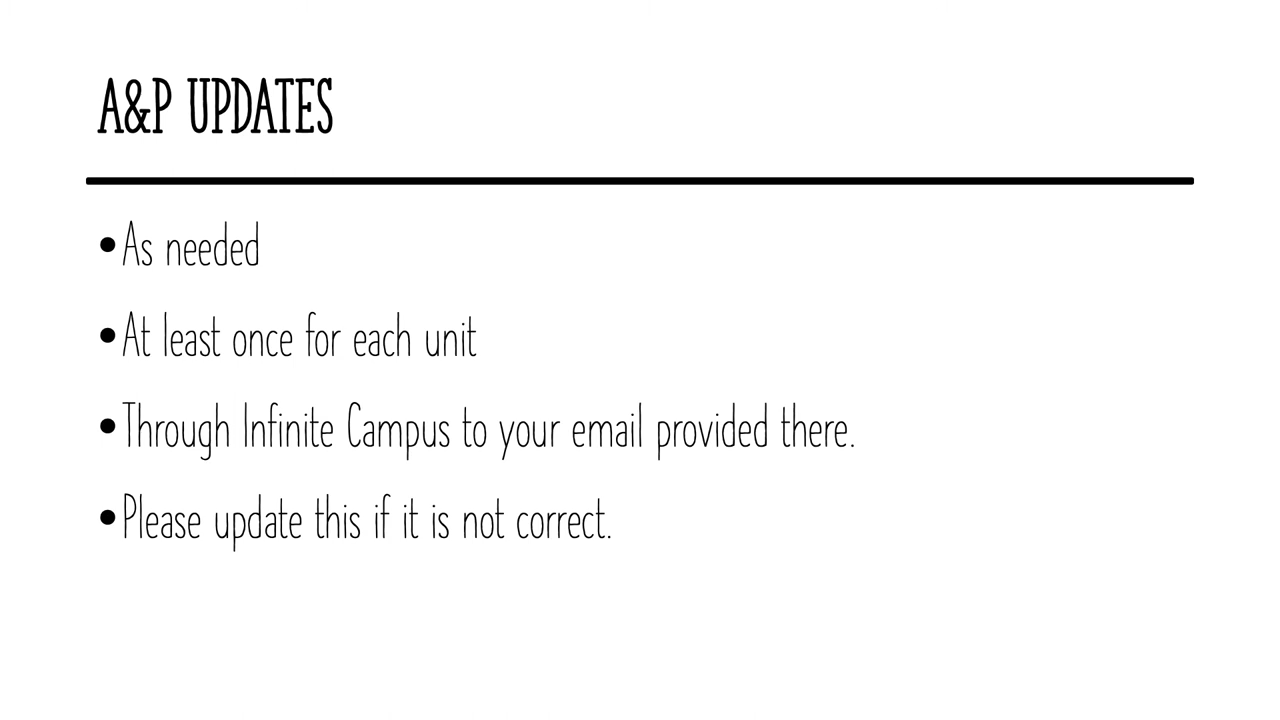 A&P UPDATES
•As needed
•At least once for each unit
•Through Infinite Campus to your email provided there.
•Please update this if it is not correct.